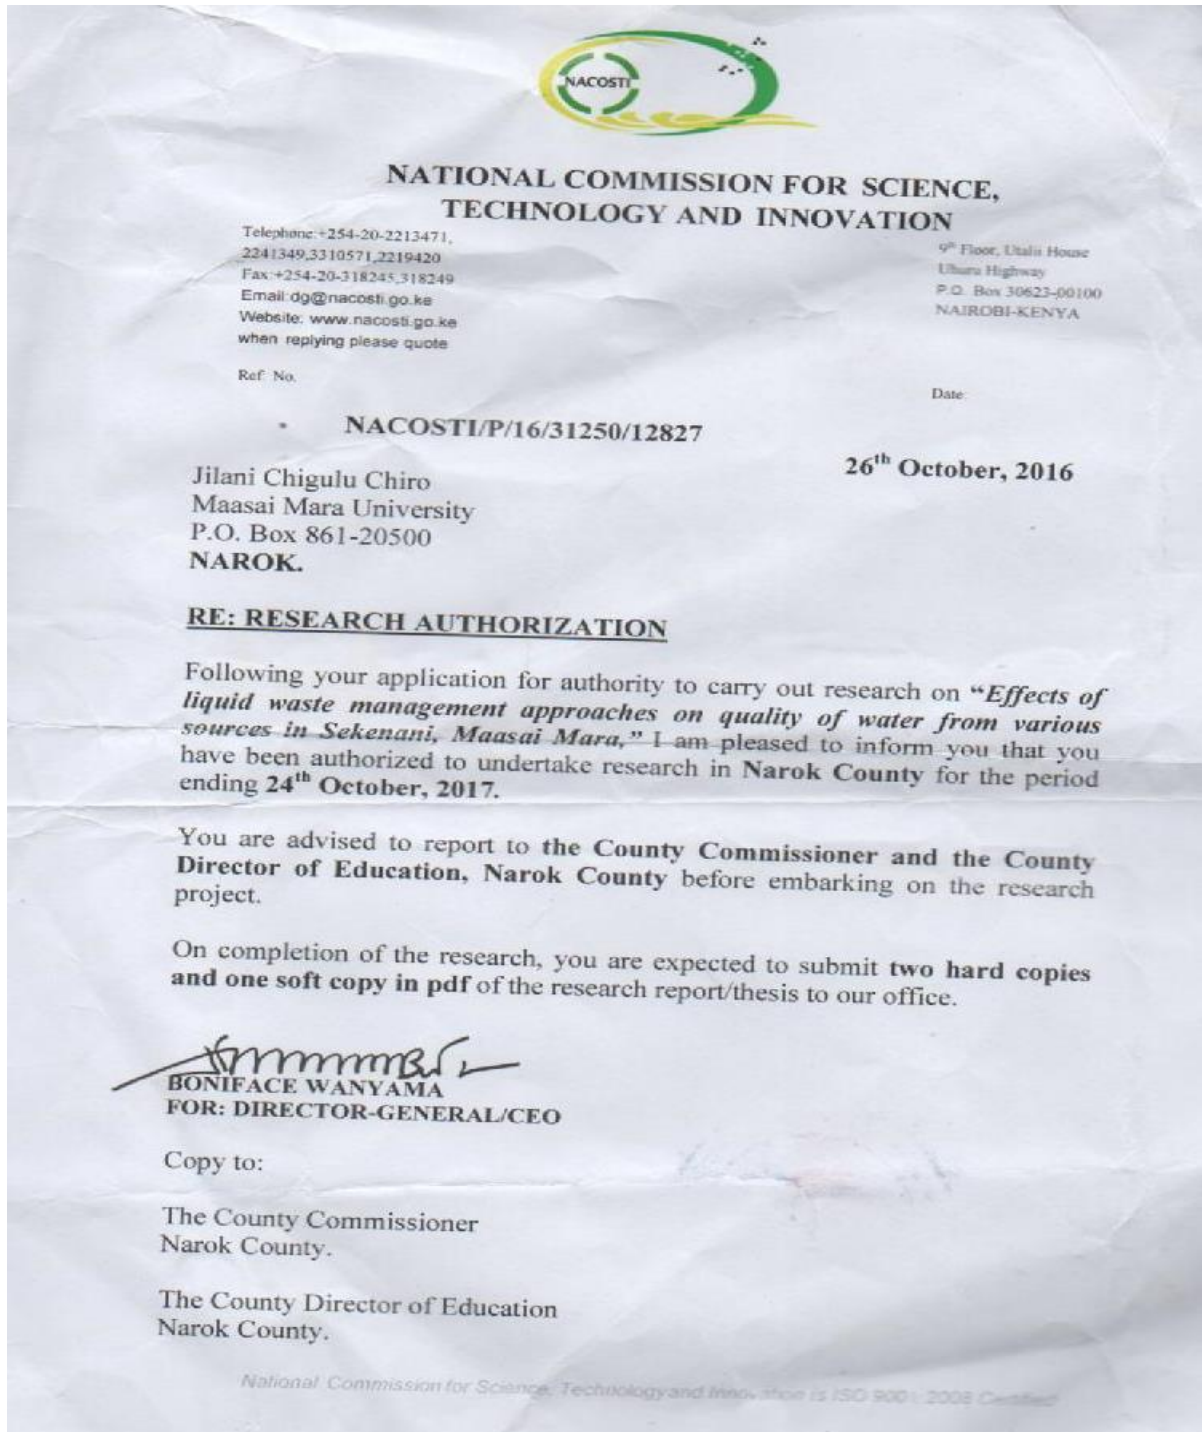 NACOSTI
NATIONAL COMMISSION FOR SCIENCE,
TECHNOLOGY AND INNOVATION
Telephone:+254-20-2213471,
2241349,3310571,2219420
Fax:+254-20-318245,318249
Email:dg@nacosti.go.ke
Website: www.nacosti.go.ke
when replying please quote
9th Floor, Utalii House
Uhuru Highway
P.O. Box 30623-00100
NAIROBI-KENYA
Ref: No.
Date:
NACOSTI/P/16/31250/12827
26th October, 2016
Jilani Chigulu Chiro
Maasai Mara University
P.O. Box 861-20500
NAROK.
RE: RESEARCH AUTHORIZATION
Following your application for authority to carry out research on “Effects of
liquid waste management approaches on quality of water from various
sources in Sekenani, Maasai Mara,” I am pleased to inform you that you
have been authorized to undertake research in Narok County for the period
ending 24th October, 2017.
You are advised to report to the County Commissioner and the County
Director of Education, Narok County before embarking on the research
project.
On completion of the research, you are expected to submit two hard copies
and one soft copy in pdf of the research report/thesis to our office.
BONIFACE WANYAMA
FOR: DIRECTOR-GENERAL/CEO
Copy to:
The County Commissioner
Narok County.
The County Director of Education
Narok County.
National Commission for Science, Technology and Innovation is ISO 9001:2008 Certified